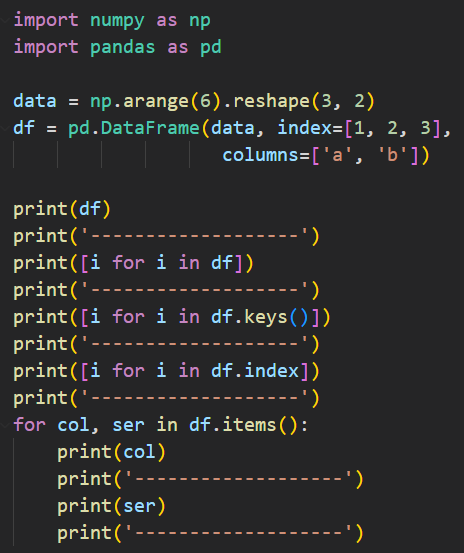 import numpy as np
import pandas as pd
data = np.arange(6).reshape(3, 2)
df = pd.DataFrame(data, index=[1, 2, 3],
columns=['a', 'b'])
print(df)
print('-------------------')
print([i for i in df])
print('-------------------')
print([i for i in df.keys()])
print('-------------------')
print([i for i in df.index])
print('-------------------')
for col, ser in df.items():
    print(col)
    print('-------------------')
    print(ser)
    print('-------------------')